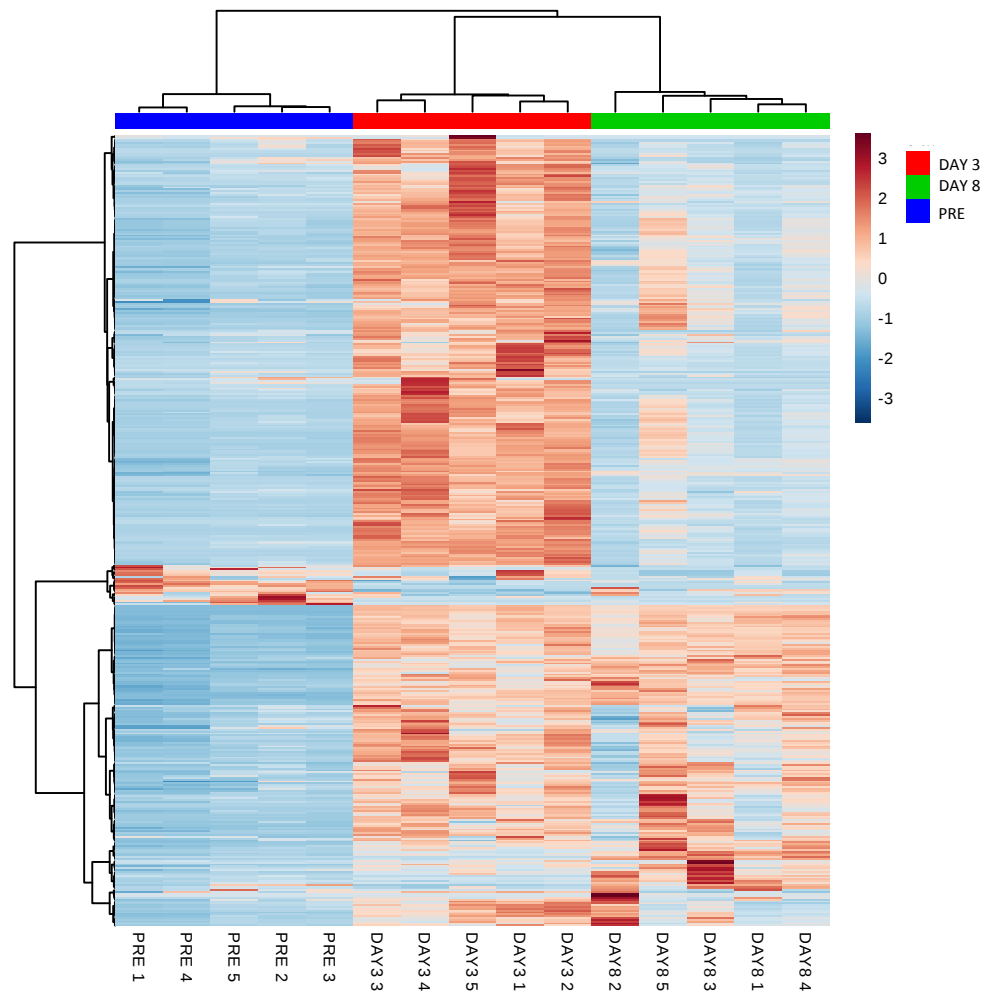 3
2
1
0
-1
-2
-3
DAY 3
DAY 8
PRE
PRE 1
PRE 4
PRE 5
PRE 2
PRE 3
DAY3 3
DAY3 4
DAY3 5
DAY3 1
DAY3 2
DAY8 2
DAY8 5
DAY8 3
DAY8 1
DAY8 4